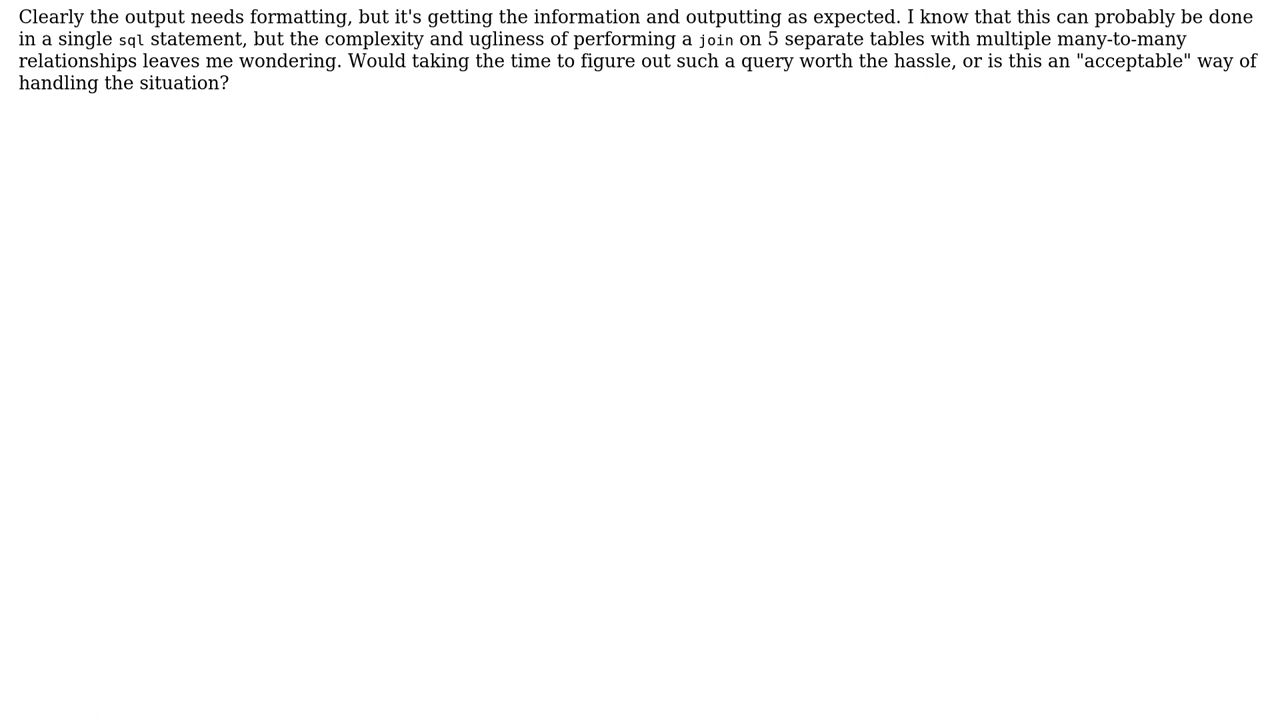 Clearly the output needs formatting, but it's getting the information and outputting as expected. I know that this can probably be done
in a single sql statement, but the complexity and ugliness of performing a join on 5 separate tables with multiple many-to-many
relationships leaves me wondering. Would taking the time to figure out such a query worth the hassle, or is this an "acceptable" way of
handling the situation?